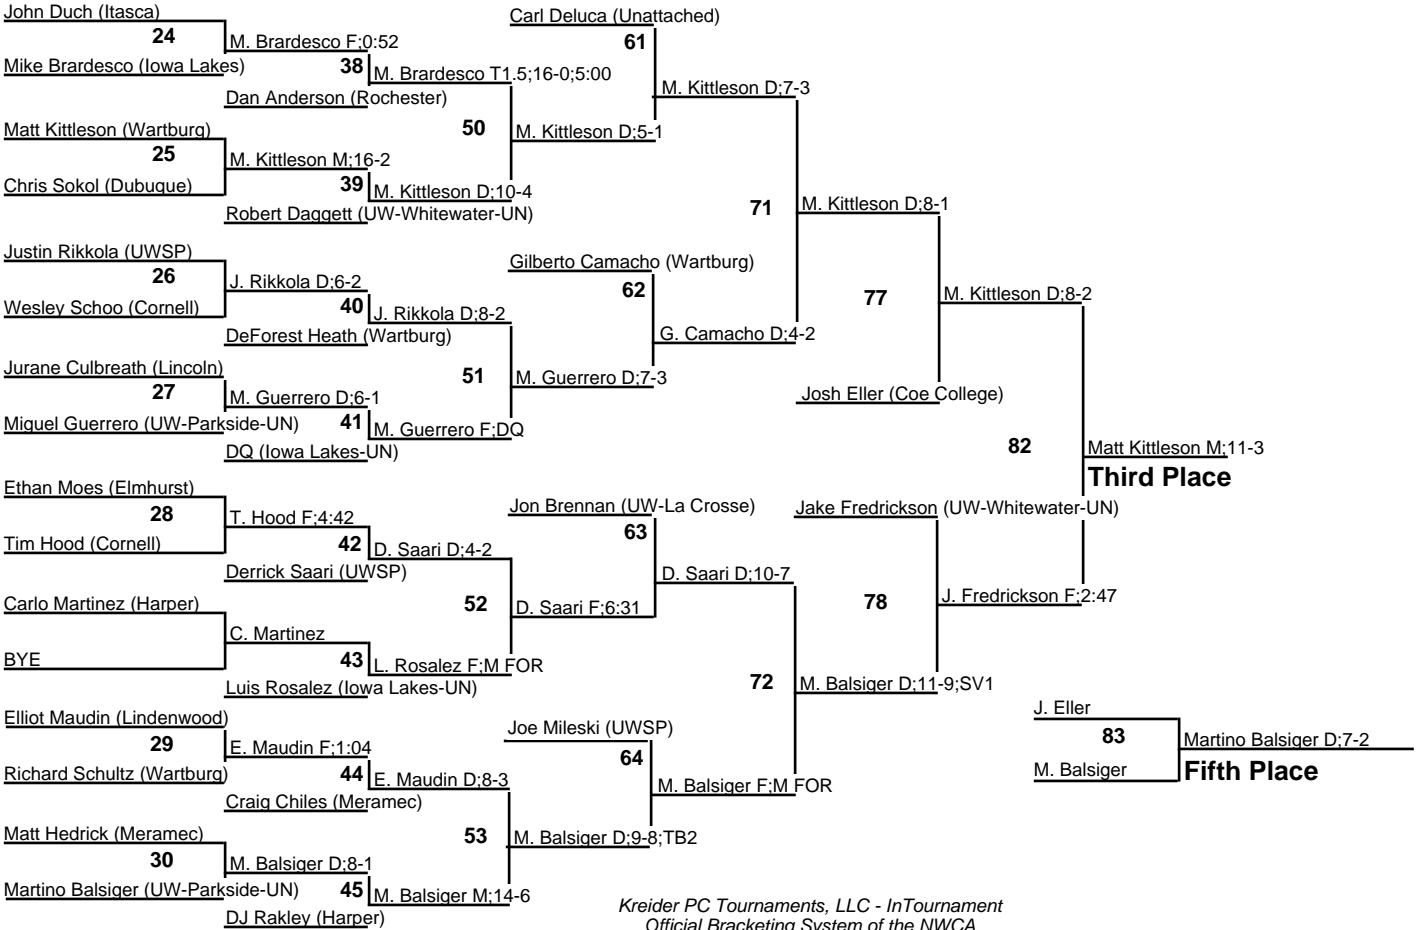 John Duch (Itasca)
24
Mike Brardesco (Iowa Lakes)
M. Brardesco F;0:52
38
Dan Anderson (Rochester)
M. Brardesco T1.5;16-0;5:00
Matt Kittleson (Wartburg)
25
Chris Sokol (Dubuque)
M. Kittleson M;16-2
39
Robert Daggett (UW-Whitewater-UN)
M. Kittleson D;10-4
50
M. Kittleson D;5-1
Carl Deluca (Unattached)
61
M. Kittleson D;7-3
Justin Rikkola (UWSP)
26
Wesley Schoo (Cornell)
J. Rikkola D;6-2
40
DeForest Heath (Wartburg)
J. Rikkola D;8-2
Jurane Culbreath (Lincoln)
27
Miguel Guerrero (UW-Parkside-UN)
M. Guerrero D;6-1
41
DQ (Iowa Lakes-UN)
M. Guerrero F;DQ
51
M. Guerrero D;7-3
Gilberto Camacho (Wartburg)
62
G. Camacho D;4-2
71
M. Kittleson D;8-1
77
Josh Eller (Coe College)
M. Kittleson D;8-2
Ethan Moes (Elmhurst)
28
Tim Hood (Cornell)
T. Hood F;4:42
42
Derrick Saari (UWSP)
D. Saari D;4-2
Carlo Martinez (Harper)
BYE
C. Martinez
43
Luis Rosalez (Iowa Lakes-UN)
L. Rosalez F;M FOR
52
D. Saari F;6:31
Jon Brennan (UW-La Crosse)
63
D. Saari D;10-7
Elliot Maudin (Lindenwood)
29
Richard Schultz (Wartburg)
E. Maudin F;1:04
44
Craig Chiles (Meramec)
E. Maudin D;8-3
Matt Hedrick (Meramec)
30
Martino Balsiger (UW-Parkside-UN)
M. Balsiger D;8-1
45
DJ Rakley (Harper)
M. Balsiger M;14-6
53
M. Balsiger D;9-8;TB2
Joe Mileski (UWSP)
64
M. Balsiger F;M FOR
72
M. Balsiger D;11-9;SV1
Jake Fredrickson (UW-Whitewater-UN)
78
J. Fredrickson F;2:47
82
Matt Kittleson M;11-3
Third Place
J. Eller
83
M. Balsiger
Martino Balsiger D;7-2
Fifth Place
Kreider PC Tournaments, LLC - InTournament
Official Bracketing System of the NWCA